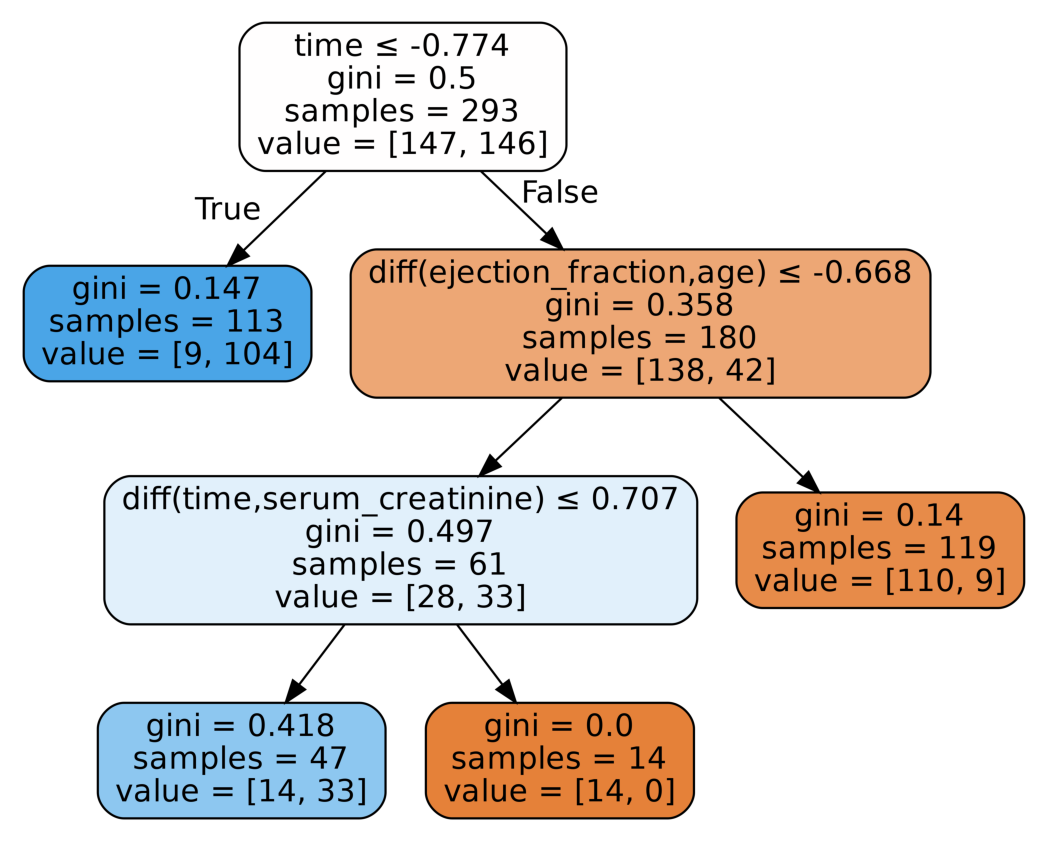 time ≤ -0.774
gini = 0.5
samples = 293
value = [147, 146]
True
False
gini = 0.147
samples = 113
value = [9, 104]
diff(ejection_fraction,age) ≤ -0.668
gini = 0.358
samples = 180
value = [138, 42]
diff(time,serum_creatinine) ≤ 0.707
gini = 0.497
samples = 61
value = [28, 33]
gini = 0.14
samples = 119
value = [110, 9]
gini = 0.418
samples = 47
value = [14, 33]
gini = 0.0
samples = 14
value = [14, 0]